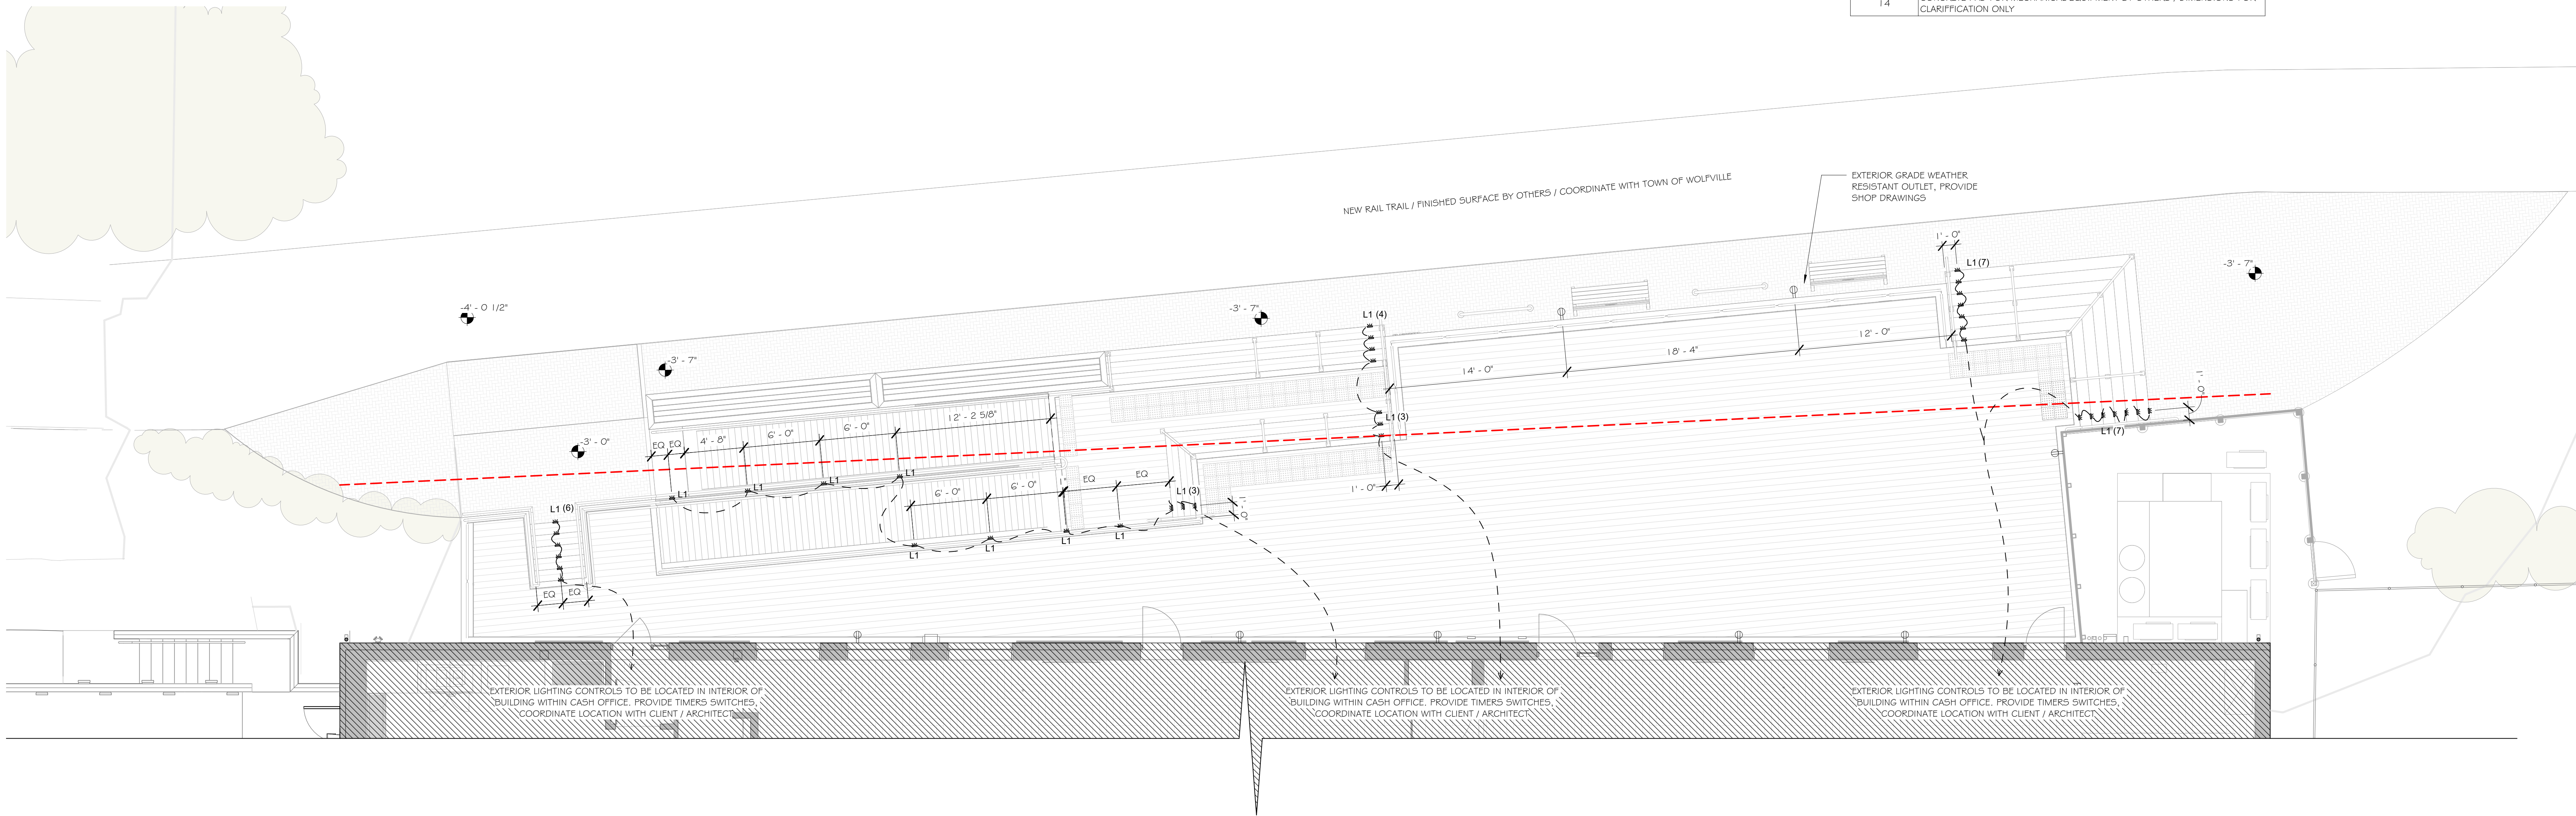 14
CLARIFFICATION ONLY
NEW RAIL TRAIL / FINISHED SURFACE BY OTHERS / COORDINATE WITH TOWN OF WOLFVILLE
EXTERIOR GRADE WEATHER
RESISTANT OUTLET, PROVIDE
SHOP DRAWINGS
1' - 0"
L1 (7)
-3' - 7"
-4' - 0 1/2"
-3' - 7"
L1 (4)
-3' - 7"
12' - 0"
18' - 4"
14' - 0"
1' - 0"
12' - 2 5/8"
L1 (3)
6' - 0"
6' - 0"
4' - 8"
EQ
EQ
-3' - 0"
L1 (7)
EQ
EQ
L1
L1
L1
L1
6' - 0"
6' - 0"
L1 (3)
1' - 0"
1' - 0"
L1 (6)
L1
L1
L1
L1
EQ
EQ
EXTERIOR LIGHTING CONTROLS TO BE LOCATED IN INTERIOR OF
BUILDING WITHIN CASH OFFICE. PROVIDE TIMERS SWITCHES,
COORDINATE LOCATION WITH CLIENT / ARCHITECT
EXTERIOR LIGHTING CONTROLS TO BE LOCATED IN INTERIOR OF
BUILDING WITHIN CASH OFFICE. PROVIDE TIMERS SWITCHES,
COORDINATE LOCATION WITH CLIENT / ARCHITECT
EXTERIOR LIGHTING CONTROLS TO BE LOCATED IN INTERIOR OF
BUILDING WITHIN CASH OFFICE. PROVIDE TIMERS SWITCHES,
COORDINATE LOCATION WITH CLIENT / ARCHITECT